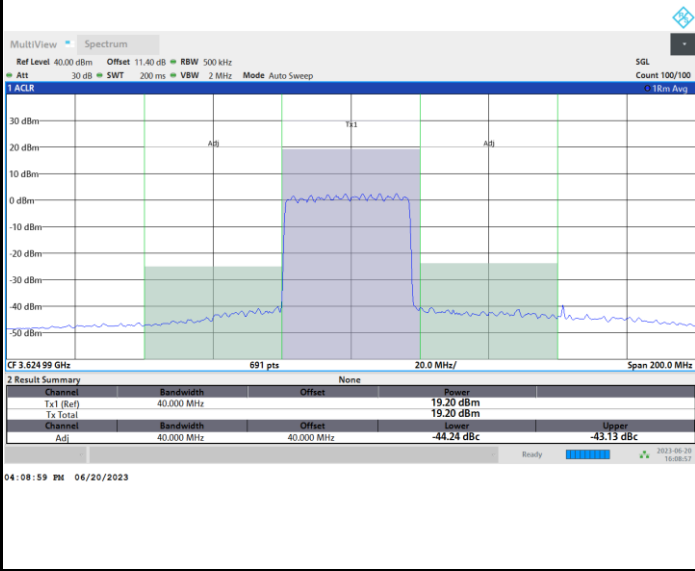 MultiView Spectrum
Ref Level 40.00 dBm Offset 11.40 dB RBW 500 kHz SGL
Att 30 dB SWT 200 ms VBW 2 MHz Mode Auto Sweep Count 100/100
1 ACLR 1Rm Avg
30 dBm
Tx1
20 dBm Adj Adj
10 dBm
0 dBm
-10 dBm
-20 dBm
-30 dBm
-40 dBm
-50 dBm
CF 3.624 99 GHz 691 pts 20.0 MHz/ Span 200.0 MHz
2 Result Summary None
Channel Bandwidth Offset Power
Tx1 (Ref) 40.000 MHz 19.20 dBm
Tx Total 19.20 dBm
Channel Bandwidth Offset Lower Upper
Adj 40.000 MHz 40.000 MHz -44.24 dBc -43.13 dBc
Ready 2023-06-20
16:08:57
04:08:59 PM 06/20/2023